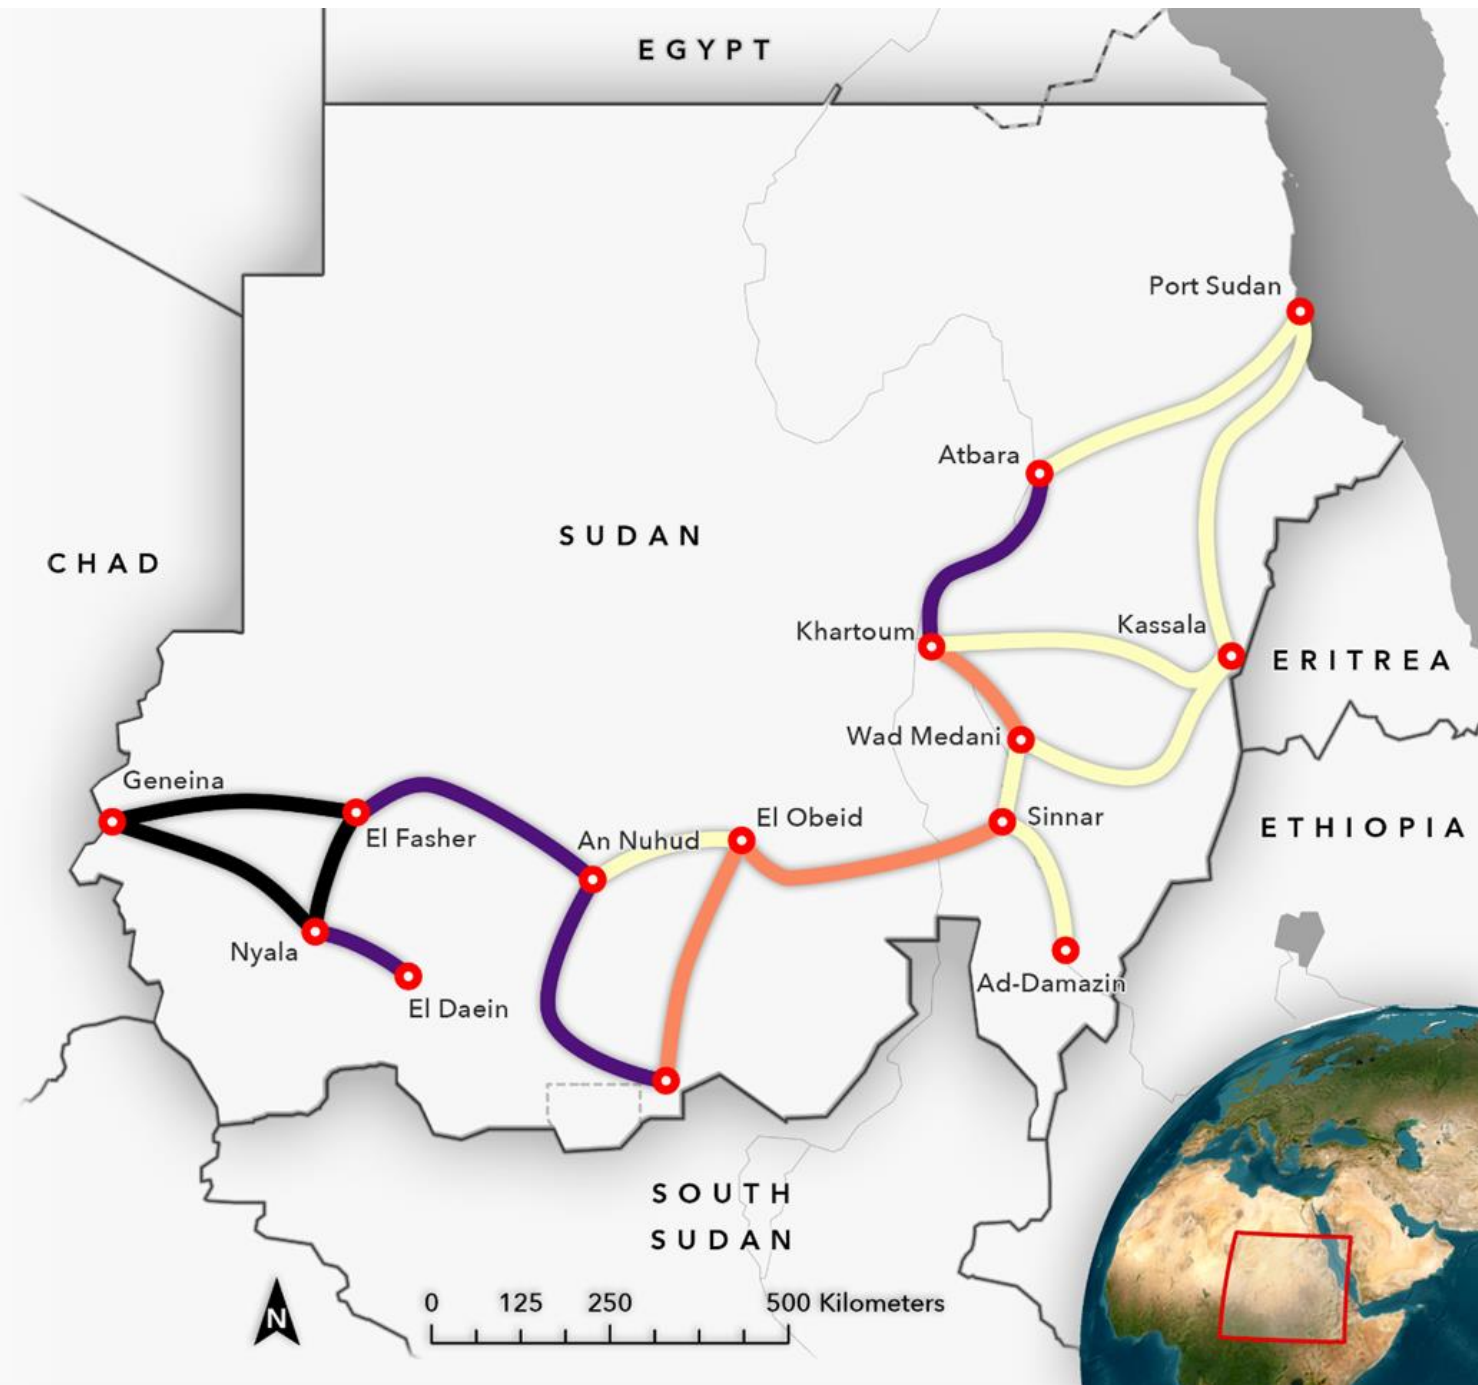 EGYPT
Port Sudan
Atbara
SUDAN
CHAD
Khartoum
Kassala
ERITREA
Wad Medani
Geneina
El Fasher
An Nuhud
El Obeid
Sinnar
ETHIOPIA
Nyala
El Daein
Ad-Damazin
SOUTH
SUDAN
N
0 125 250 500 Kilometers